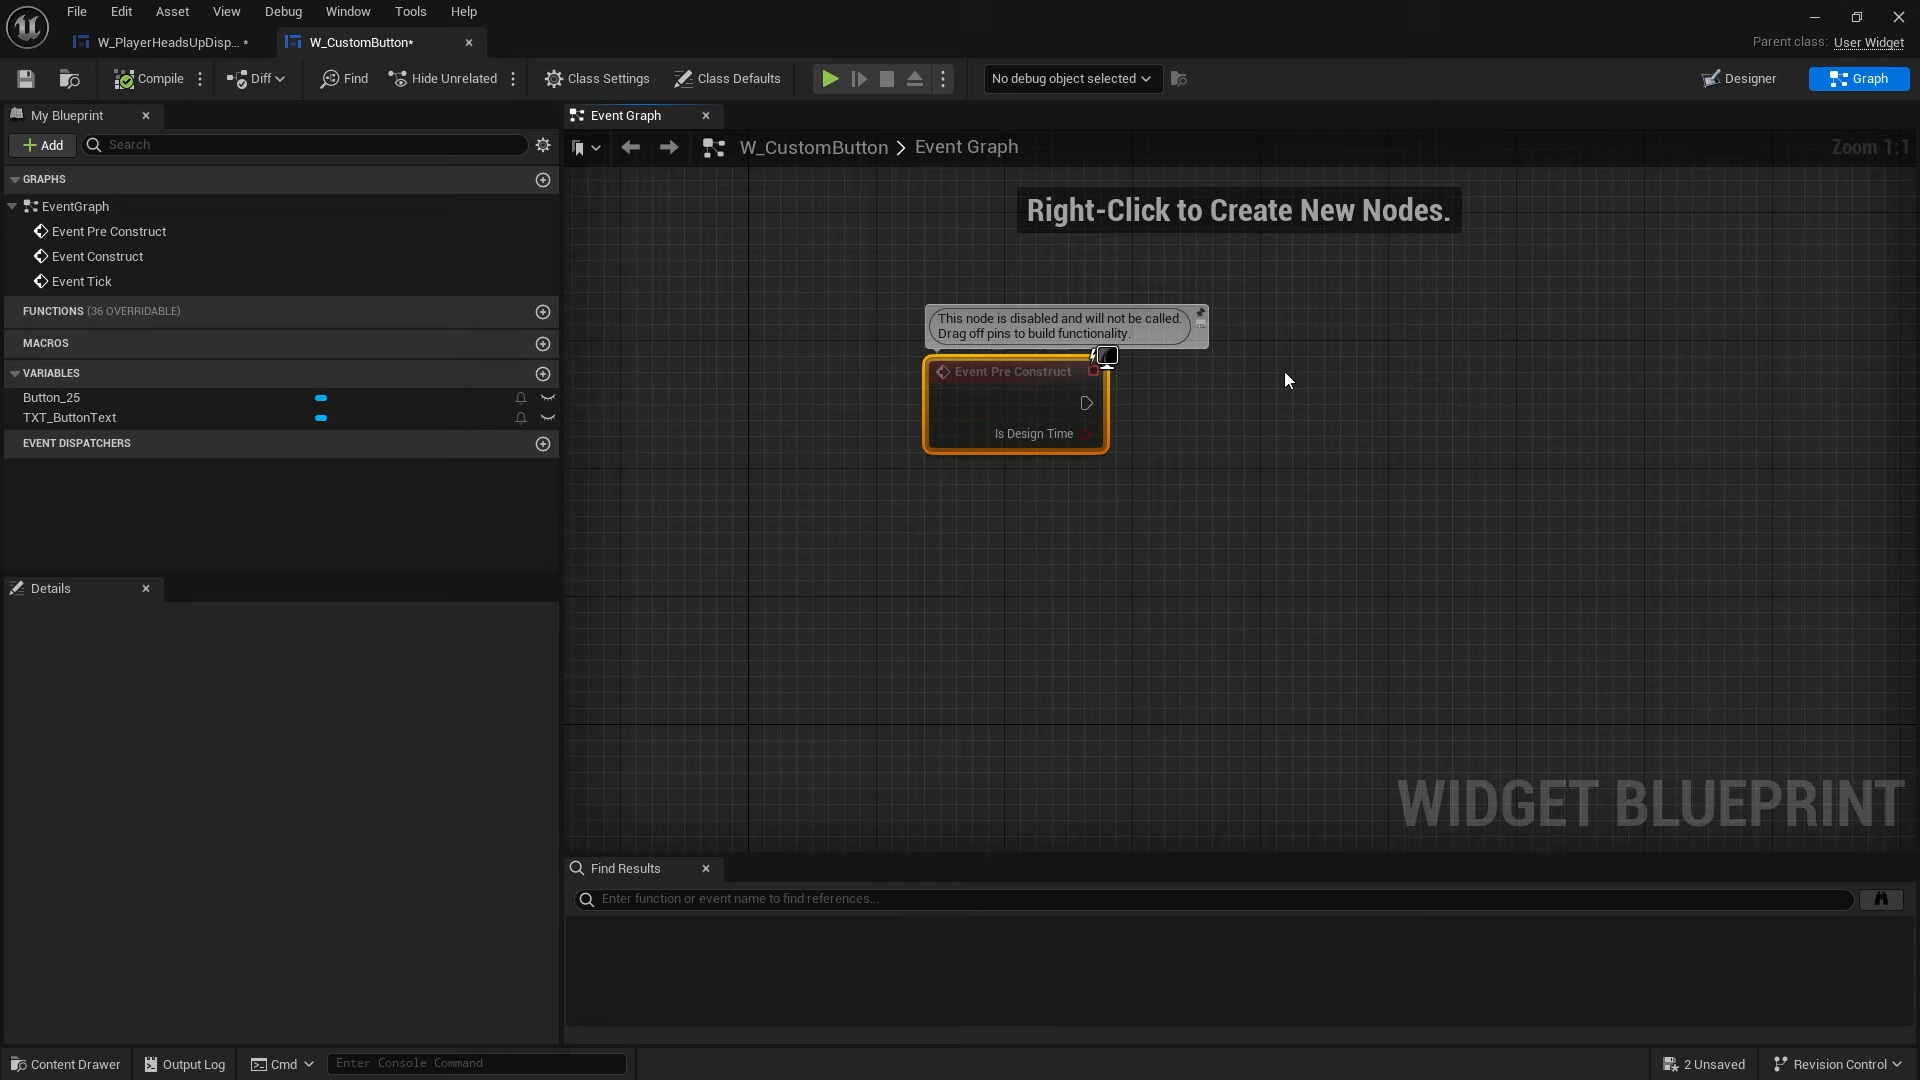 File Edit Asset View Debug Window Tools Help
W_PlayerHeadsUpDisp... *
W_CustomButton*
Parent class: User Widget
Compile
Diff
Find
Hide Unrelated
Class Settings
Class Defaults
No debug object selected
Designer
Graph
My Blueprint
Add
Search
GRAPHS
EventGraph
Event Pre Construct
Event Construct
Event Tick
FUNCTIONS (36 OVERRIDABLE)
MACROS
VARIABLES
Button_25
TXT_ButtonText
EVENT DISPATCHERS
Details
Event Graph
W_CustomButton > Event Graph
Zoom 1:1
Right-Click to Create New Nodes.
This node is disabled and will not be called.
Drag off pins to build functionality.
Event Pre Construct
Is Design Time
WIDGET BLUEPRINT
Find Results
Enter function or event name to find references...
Content Drawer
Output Log
Cmd
Enter Console Command
2 Unsaved
Revision Control